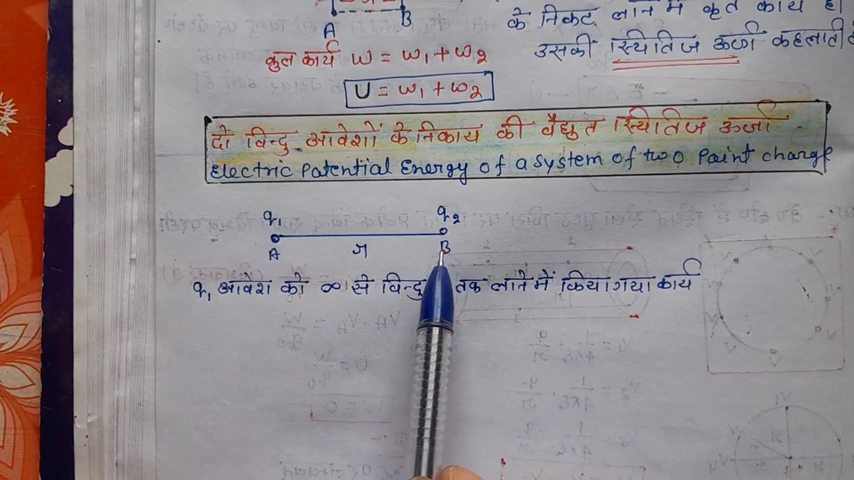 A B
के निकट लाने में कृत कार्य ही
उसकी स्थितिज ऊर्जा कहलाती है
कुल कार्य W = W₁ + W₂
U = W₁ + W₂
दो बिन्दु आवेशों के निकाय की वैद्युत स्थितिज ऊर्जा
Electric Potential Energy of a System of two Paint charge
q₁ q₂
A r B
q₁ आवेश को ∞ से बिन्दु तक लाने में किया गया कार्य